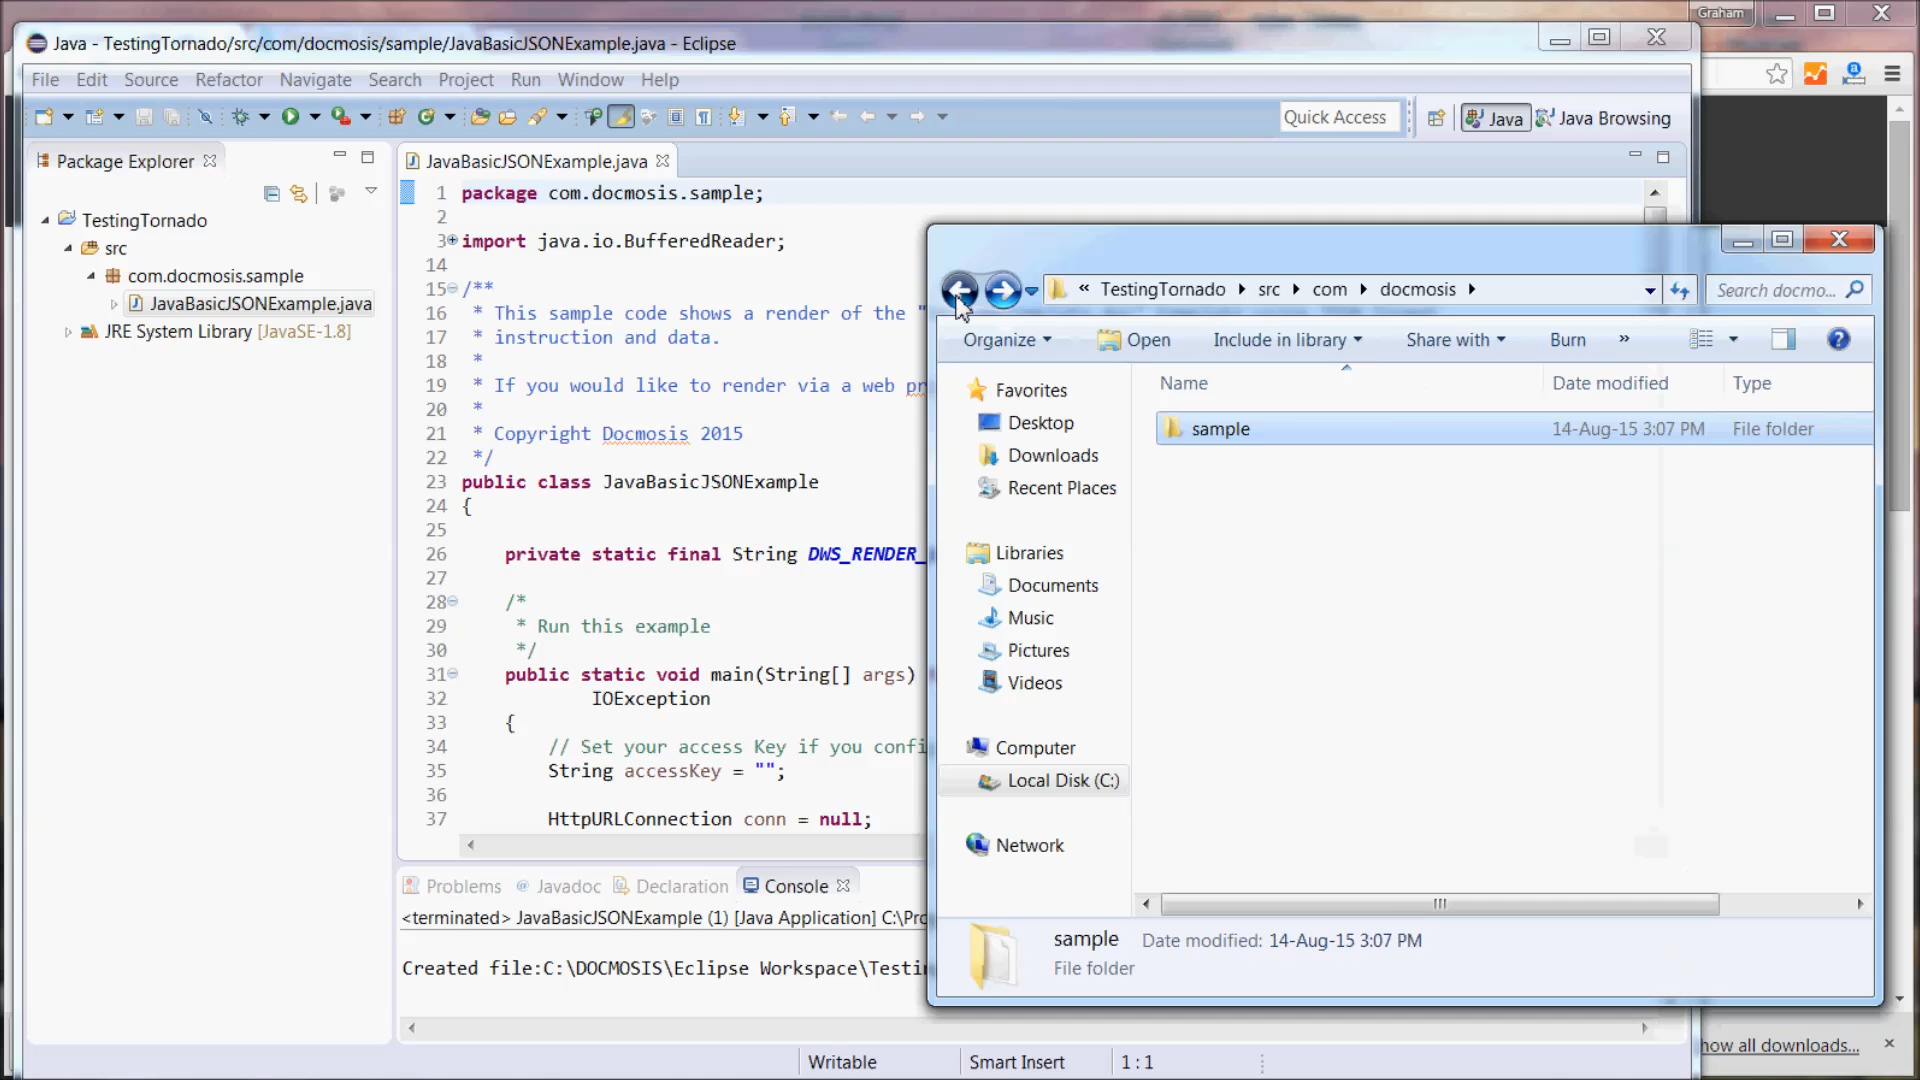 Graham
Java - TestingTornado/src/com/docmosis/sample/JavaBasicJSONExample.java - Eclipse
File Edit Source Refactor Navigate Search Project Run Window Help
Quick Access
Java
Java Browsing
Package Explorer
TestingTornado
src
com.docmosis.sample
JavaBasicJSONExample.java
JRE System Library [JavaSE-1.8]
JavaBasicJSONExample.java
1 package com.docmosis.sample;
2
3 import java.io.BufferedReader;
14
15 /**
16 * This sample code shows a render of the "
17 * instruction and data.
18 *
19 * If you would like to render via a web pr
20 *
21 * Copyright Docmosis 2015
22 */
23 public class JavaBasicJSONExample
24 {
25
26 private static final String DWS_RENDER_
27
28 /*
29 * Run this example
30 */
31 public static void main(String[] args)
32 IOException
33 {
34 // Set your access Key if you confi
35 String accessKey = "";
36
37 HttpURLConnection conn = null;
Problems @ Javadoc Declaration Console
<terminated> JavaBasicJSONExample (1) [Java Application] C:\Pro
Created file:C:\DOCMOSIS\Eclipse Workspace\Testin
Writable Smart Insert 1 : 1
« TestingTornado src com docmosis
Search docmo...
Organize Open Include in library Share with Burn »
Name Date modified Type
sample 14-Aug-15 3:07 PM File folder
Favorites
Desktop
Downloads
Recent Places
Libraries
Documents
Music
Pictures
Videos
Computer
Local Disk (C:)
Network
sample Date modified: 14-Aug-15 3:07 PM
File folder
how all downloads...